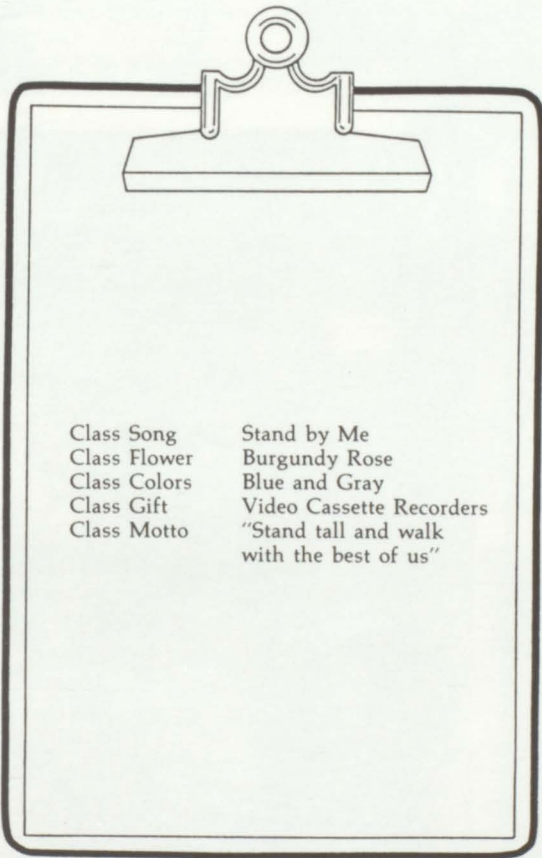 Class Song Stand by Me
Class Flower Burgundy Rose
Class Colors Blue and Gray
Class Gift Video Cassette Recorders
Class Motto "Stand tall and walk
with the best of us"